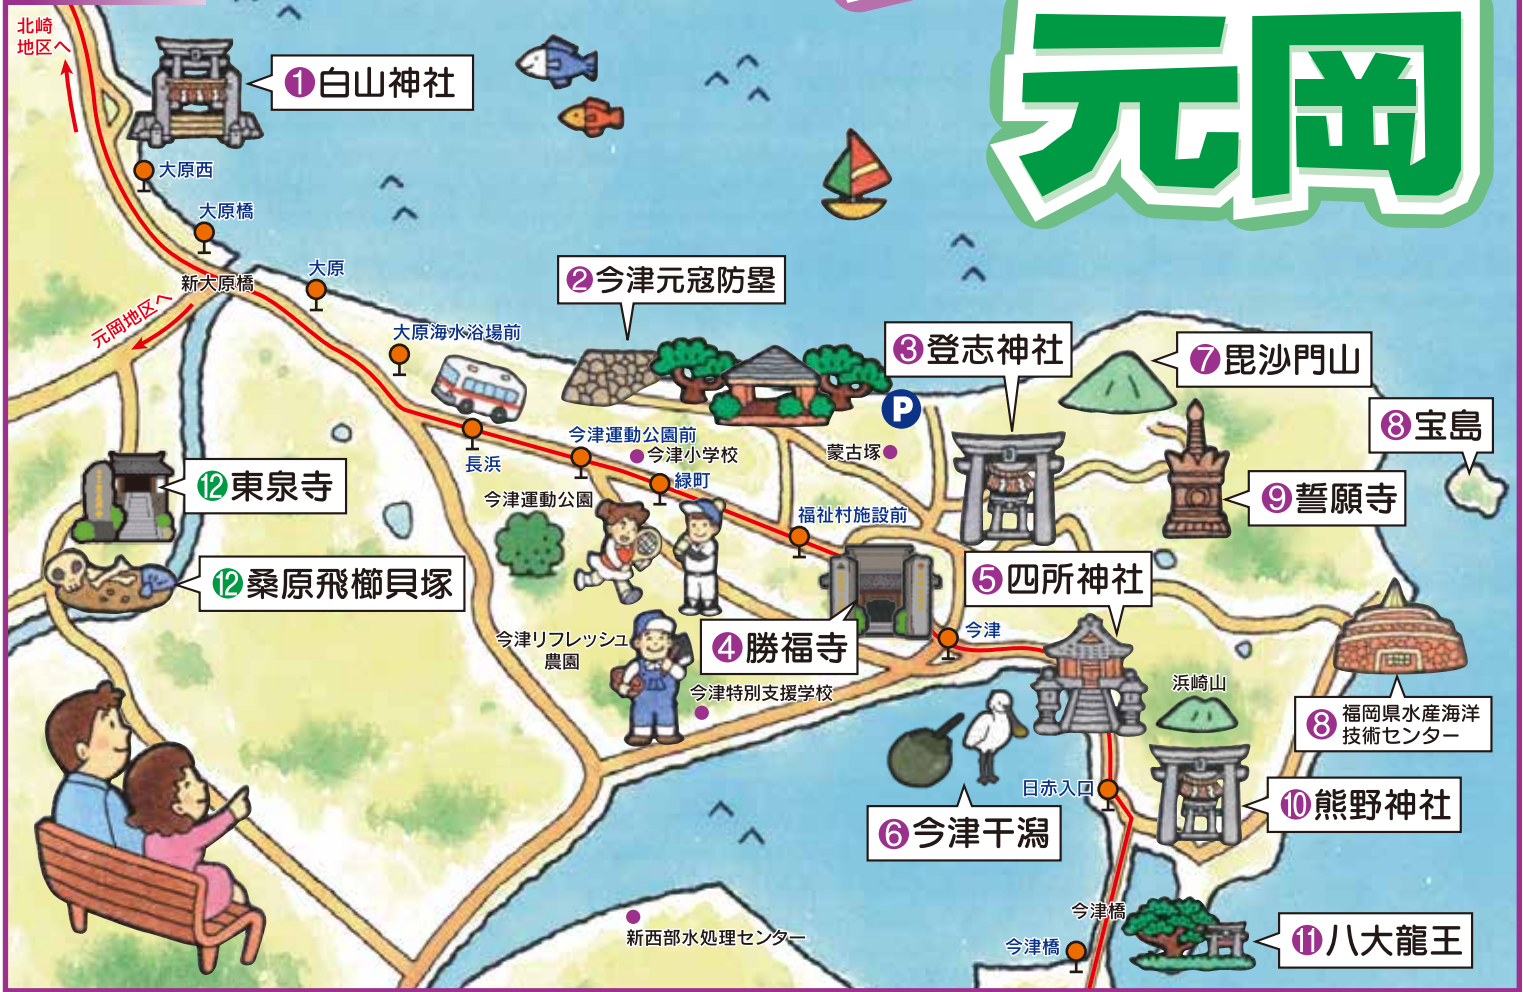 元岡
北崎
地区へ
❶白山神社
大原西
大原橋
新大原橋
大原
元岡地区へ
大原海水浴場前
❷今津元寇防塁
❸登志神社
❼毘沙門山
P
❽宝島
長浜
今津運動公園前
今津小学校
緑町
蒙古塚
今津運動公園
福祉村施設前
❾誓願寺
⓬東泉寺
⓬桑原飛櫛貝塚
❺四所神社
今津リフレッシュ
農園
❹勝福寺
今津
今津特別支援学校
浜崎山
❽福岡県水産海洋
技術センター
日赤入口
❿熊野神社
❻今津干潟
今津橋
新西部水処理センター
今津橋
⓫八大龍王